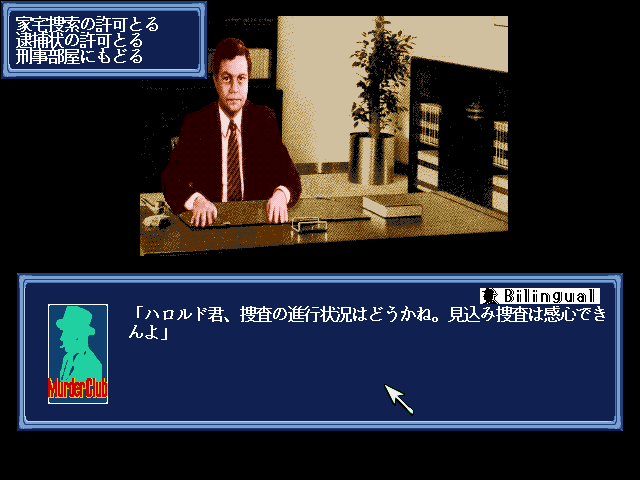 家宅捜索の許可とる
逮捕状の許可とる
刑事部屋にもどる
Bilingual
「ハロルド君、捜査の進行状況はどうかね。見込み捜査は感心でき
んよ」
MurderClub